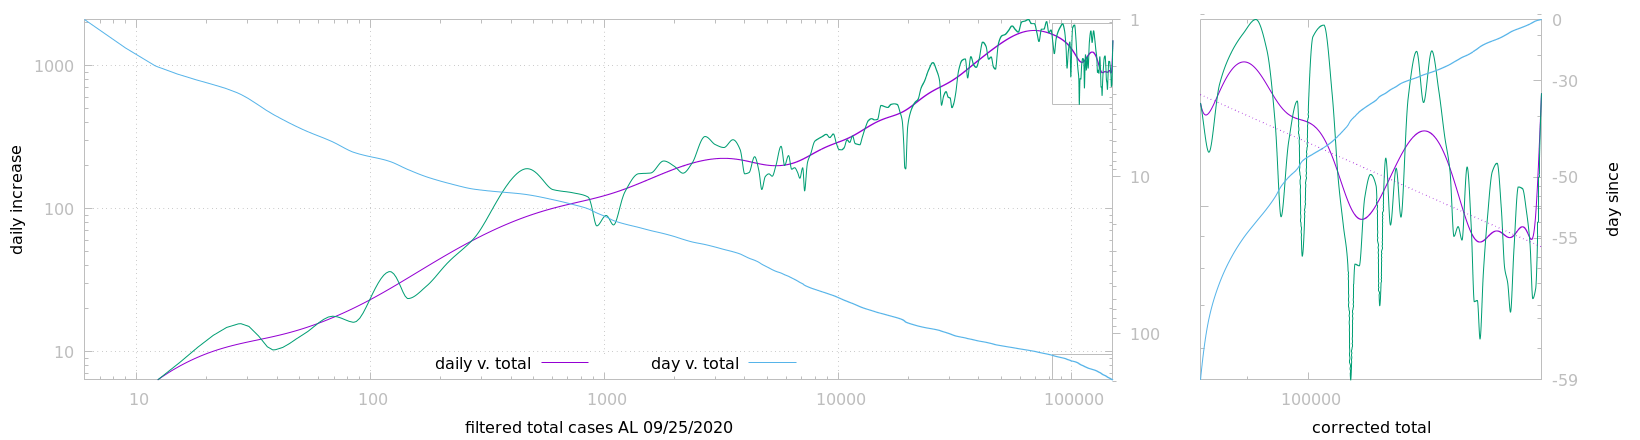 daily increase
1000
100
10
10
100
1000
10000
100000
filtered total cases AL 09/25/2020
daily v. total
day v. total
1
10
100
100000
corrected total
0
-30
-50
-55
-59
day since